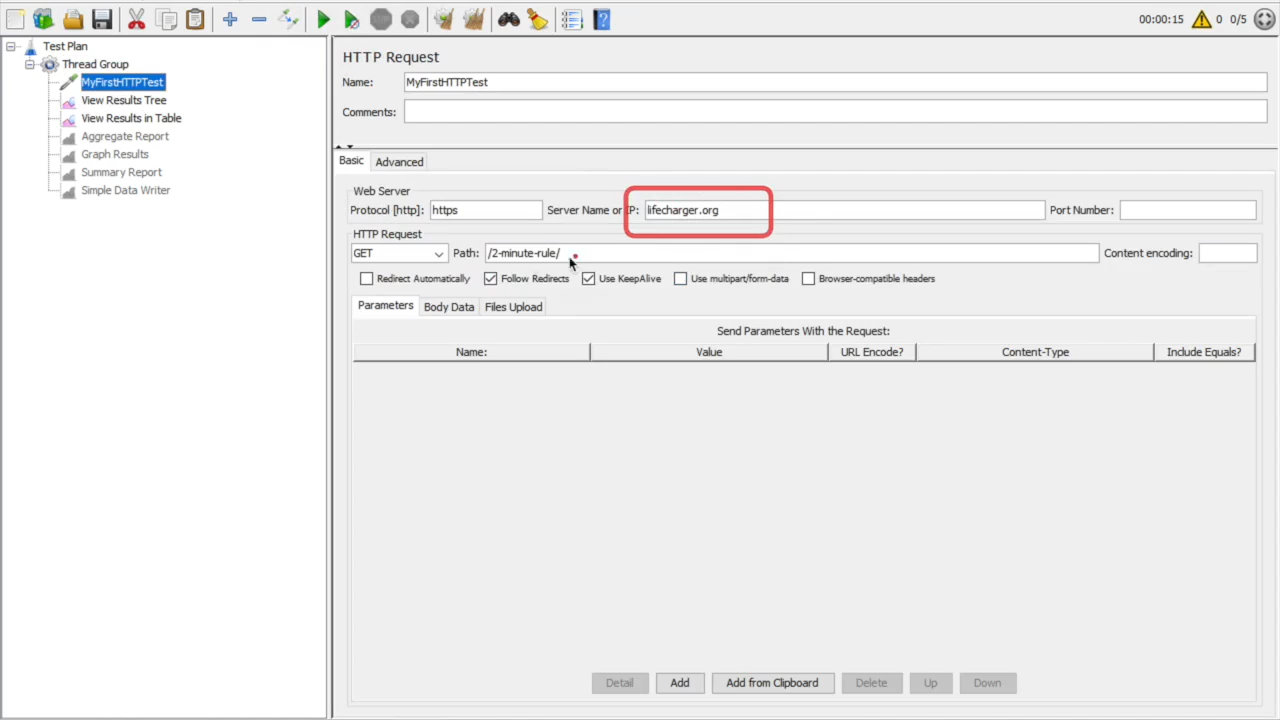 00:00:15 0 0/5
Test Plan
Thread Group
MyFirstHTTPTest
View Results Tree
View Results in Table
Aggregate Report
Graph Results
Summary Report
Simple Data Writer
HTTP Request
Name: MyFirstHTTPTest
Comments:
Basic Advanced
Web Server
Protocol [http]: https Server Name or IP: lifecharger.org Port Number:
HTTP Request
GET Path: /2-minute-rule/ Content encoding:
Redirect Automatically Follow Redirects Use KeepAlive Use multipart/form-data Browser-compatible headers
Parameters Body Data Files Upload
Send Parameters With the Request:
Name: Value URL Encode? Content-Type Include Equals?
Detail Add Add from Clipboard Delete Up Down